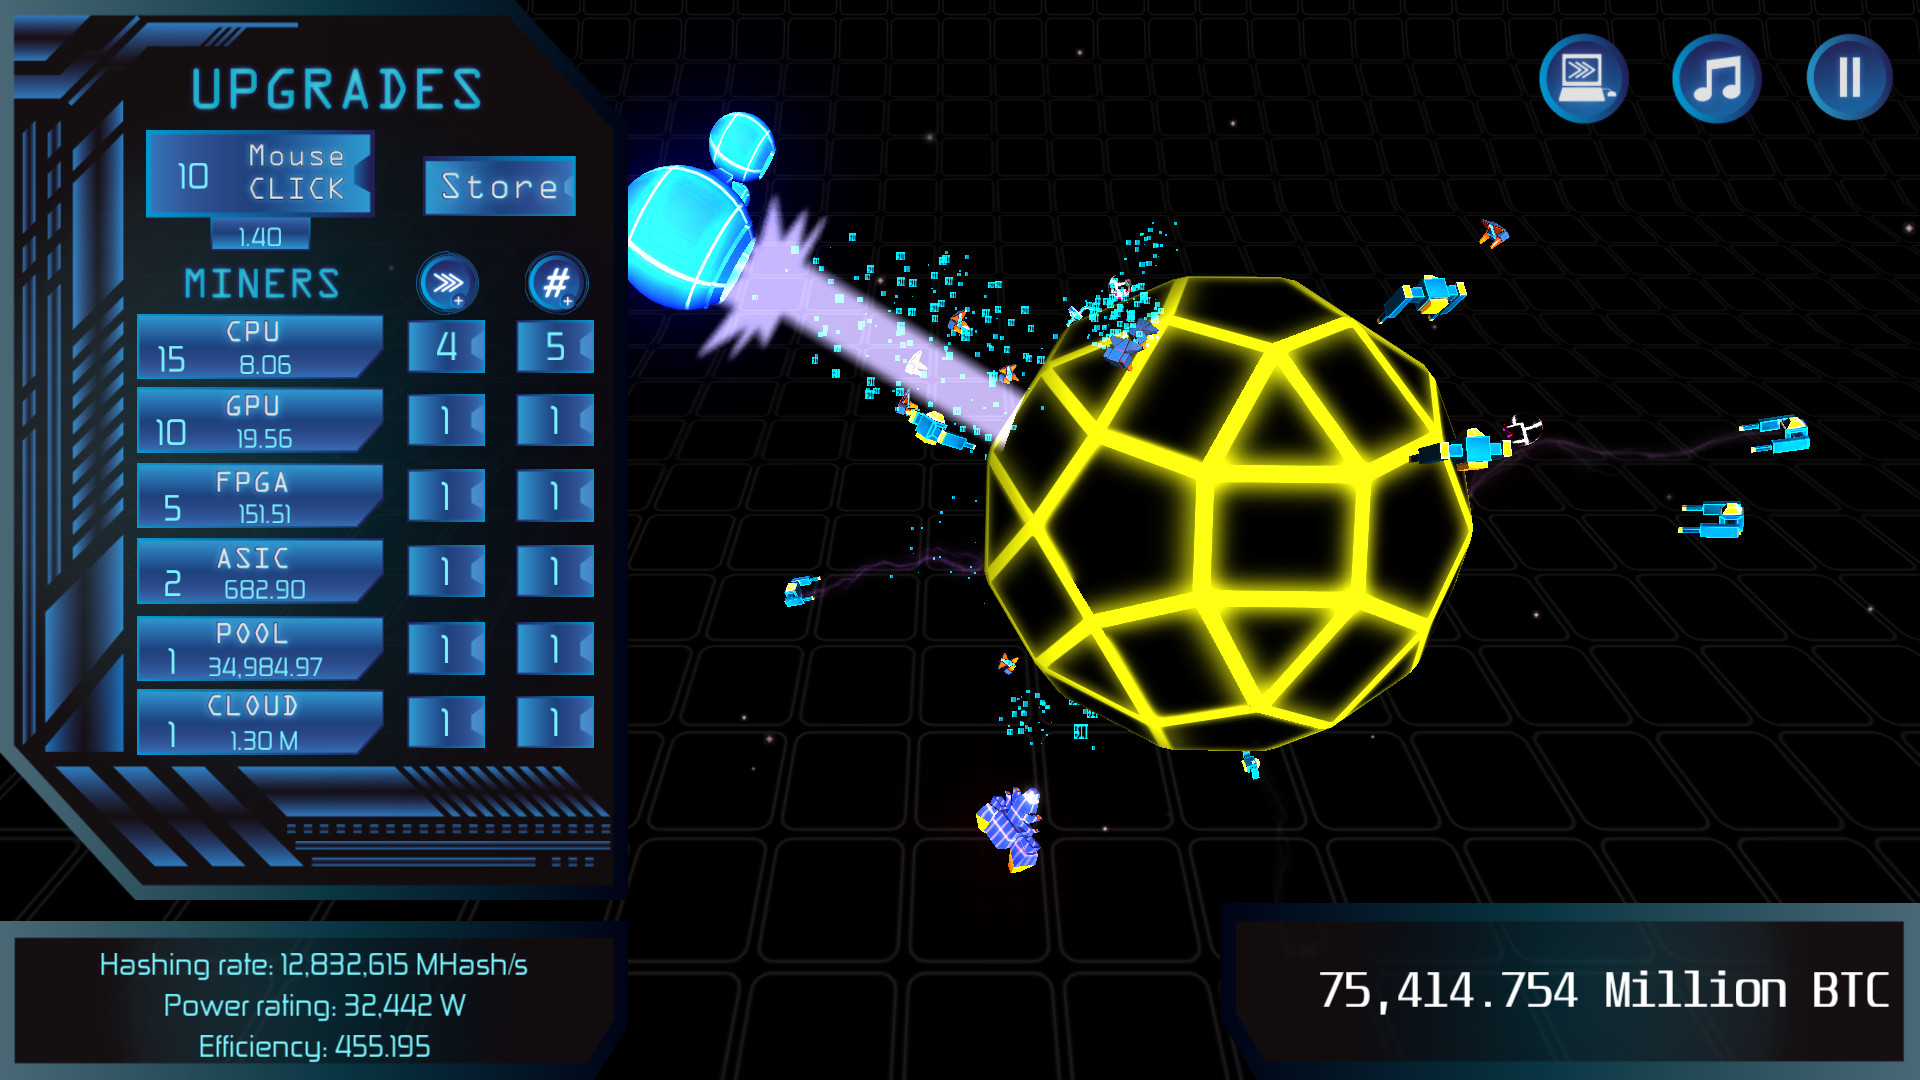 UPGRADES
10 Mouse CLICK
1.40
Store
MINERS
#
CPU
15 8.06 4 5
GPU
10 19.56 1 1
FPGA
5 151.51 1 1
ASIC
2 682.90 1 1
POOL
1 34,984.97 1 1
CLOUD
1 1.30 M 1 1
Hashing rate: 12,832,615 MHash/s
Power rating: 32,442 W
Efficiency: 455.195
75,414.754 Million BTC